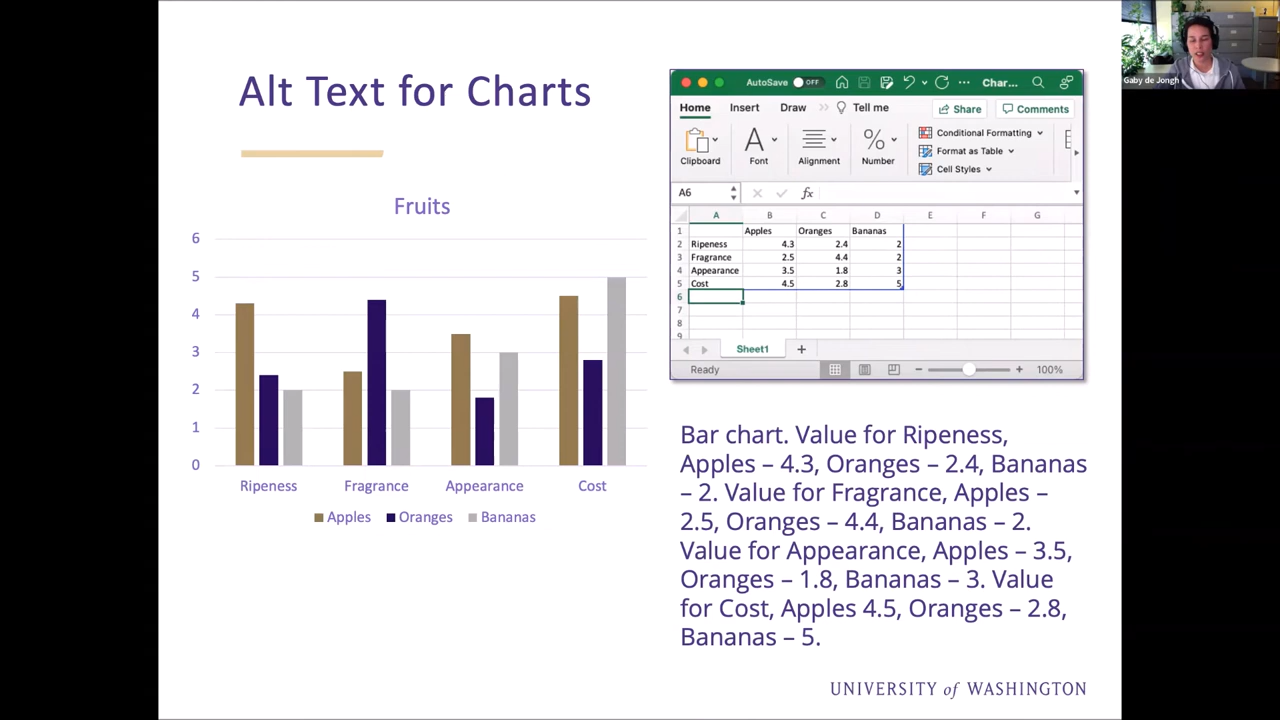 Alt Text for Charts
Fruits
6
5
4
3
2
1
0
Ripeness Fragrance Appearance Cost
Apples Oranges Bananas
AutoSave OFF ··· Char...
Home Insert Draw >> Tell me Share Comments
Clipboard Font Alignment % Number
Conditional Formatting
Format as Table
Cell Styles
A6 fx
A B C D E F G
1 Apples Oranges Bananas
2 Ripeness 4.3 2.4 2
3 Fragrance 2.5 4.4 2
4 Appearance 3.5 1.8 3
5 Cost 4.5 2.8 5
6
7
8
9
Sheet1 +
Ready − + 100%
Bar chart. Value for Ripeness,
Apples – 4.3, Oranges – 2.4, Bananas
– 2. Value for Fragrance, Apples –
2.5, Oranges – 4.4, Bananas – 2.
Value for Appearance, Apples – 3.5,
Oranges – 1.8, Bananas – 3. Value
for Cost, Apples 4.5, Oranges – 2.8,
Bananas – 5.
UNIVERSITY of WASHINGTON
Gaby de Jongh